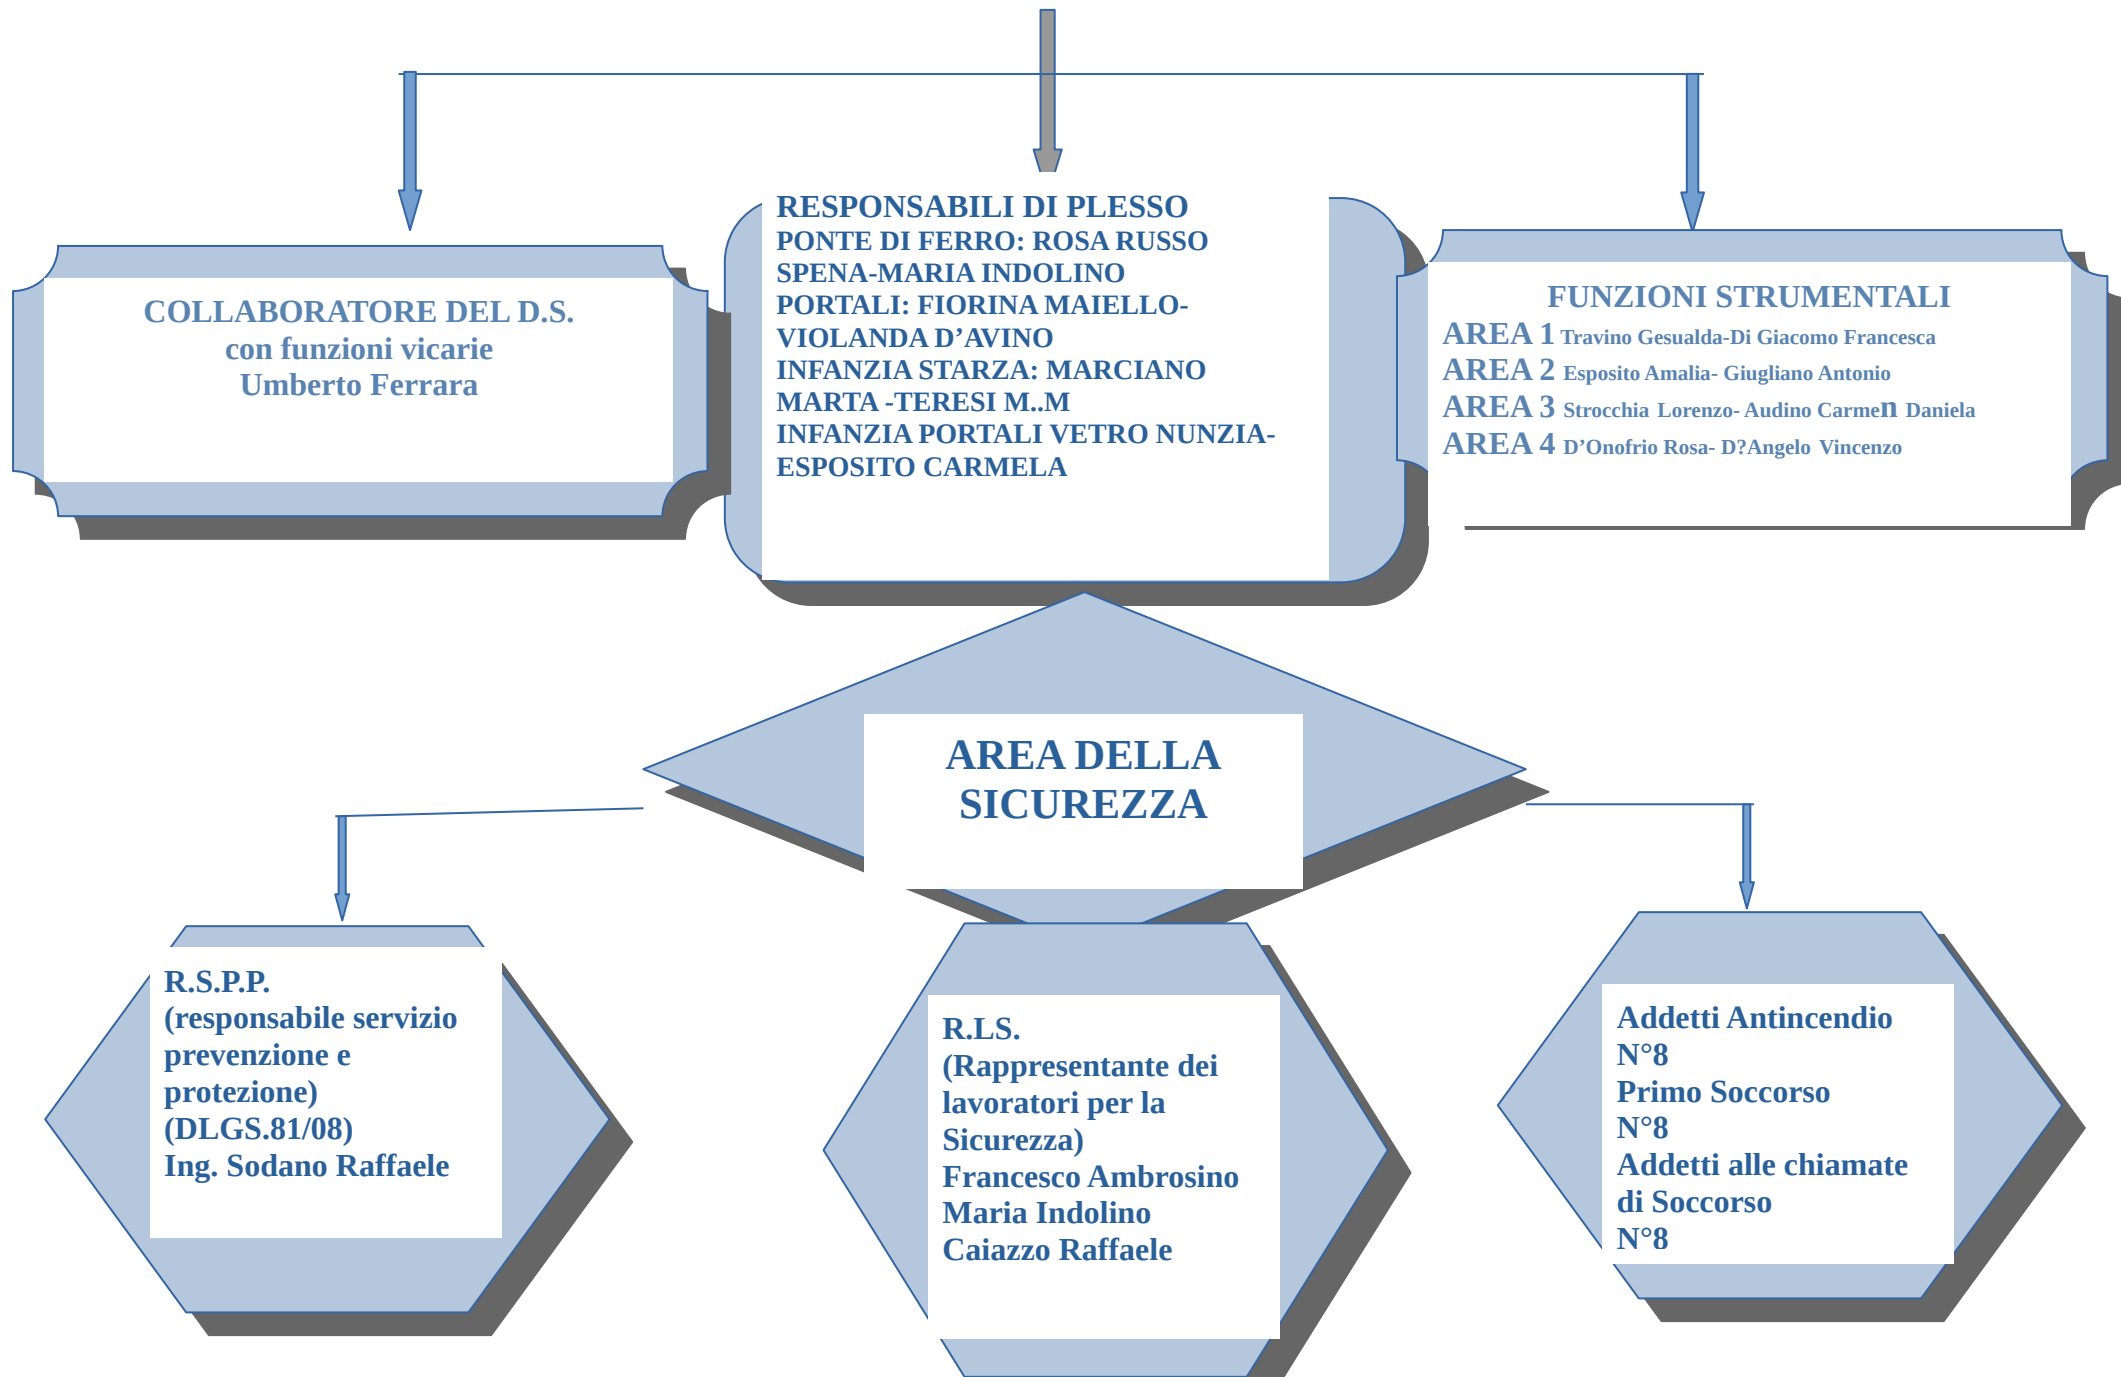 COLLABORATORE DEL D.S.
con funzioni vicarie
Umberto Ferrara
RESPONSABILI DI PLESSO
PONTE DI FERRO: ROSA RUSSO
SPENA-MARIA INDOLINO
PORTALI: FIORINA MAIELLO-
VIOLANDA D’AVINO
INFANZIA STARZA: MARCIANO
MARTA -TERESI M..M
INFANZIA PORTALI VETRO NUNZIA-
ESPOSITO CARMELA
FUNZIONI STRUMENTALI
AREA 1 Travino Gesualda-Di Giacomo Francesca
AREA 2 Esposito Amalia- Giugliano Antonio
AREA 3 Strocchia Lorenzo- Audino Carmen Daniela
AREA 4 D’Onofrio Rosa- D?Angelo Vincenzo
AREA DELLA
SICUREZZA
R.S.P.P.
(responsabile servizio
prevenzione e
protezione)
(DLGS.81/08)
Ing. Sodano Raffaele
R.LS.
(Rappresentante dei
lavoratori per la
Sicurezza)
Francesco Ambrosino
Maria Indolino
Caiazzo Raffaele
Addetti Antincendio
N°8
Primo Soccorso
N°8
Addetti alle chiamate
di Soccorso
N°8